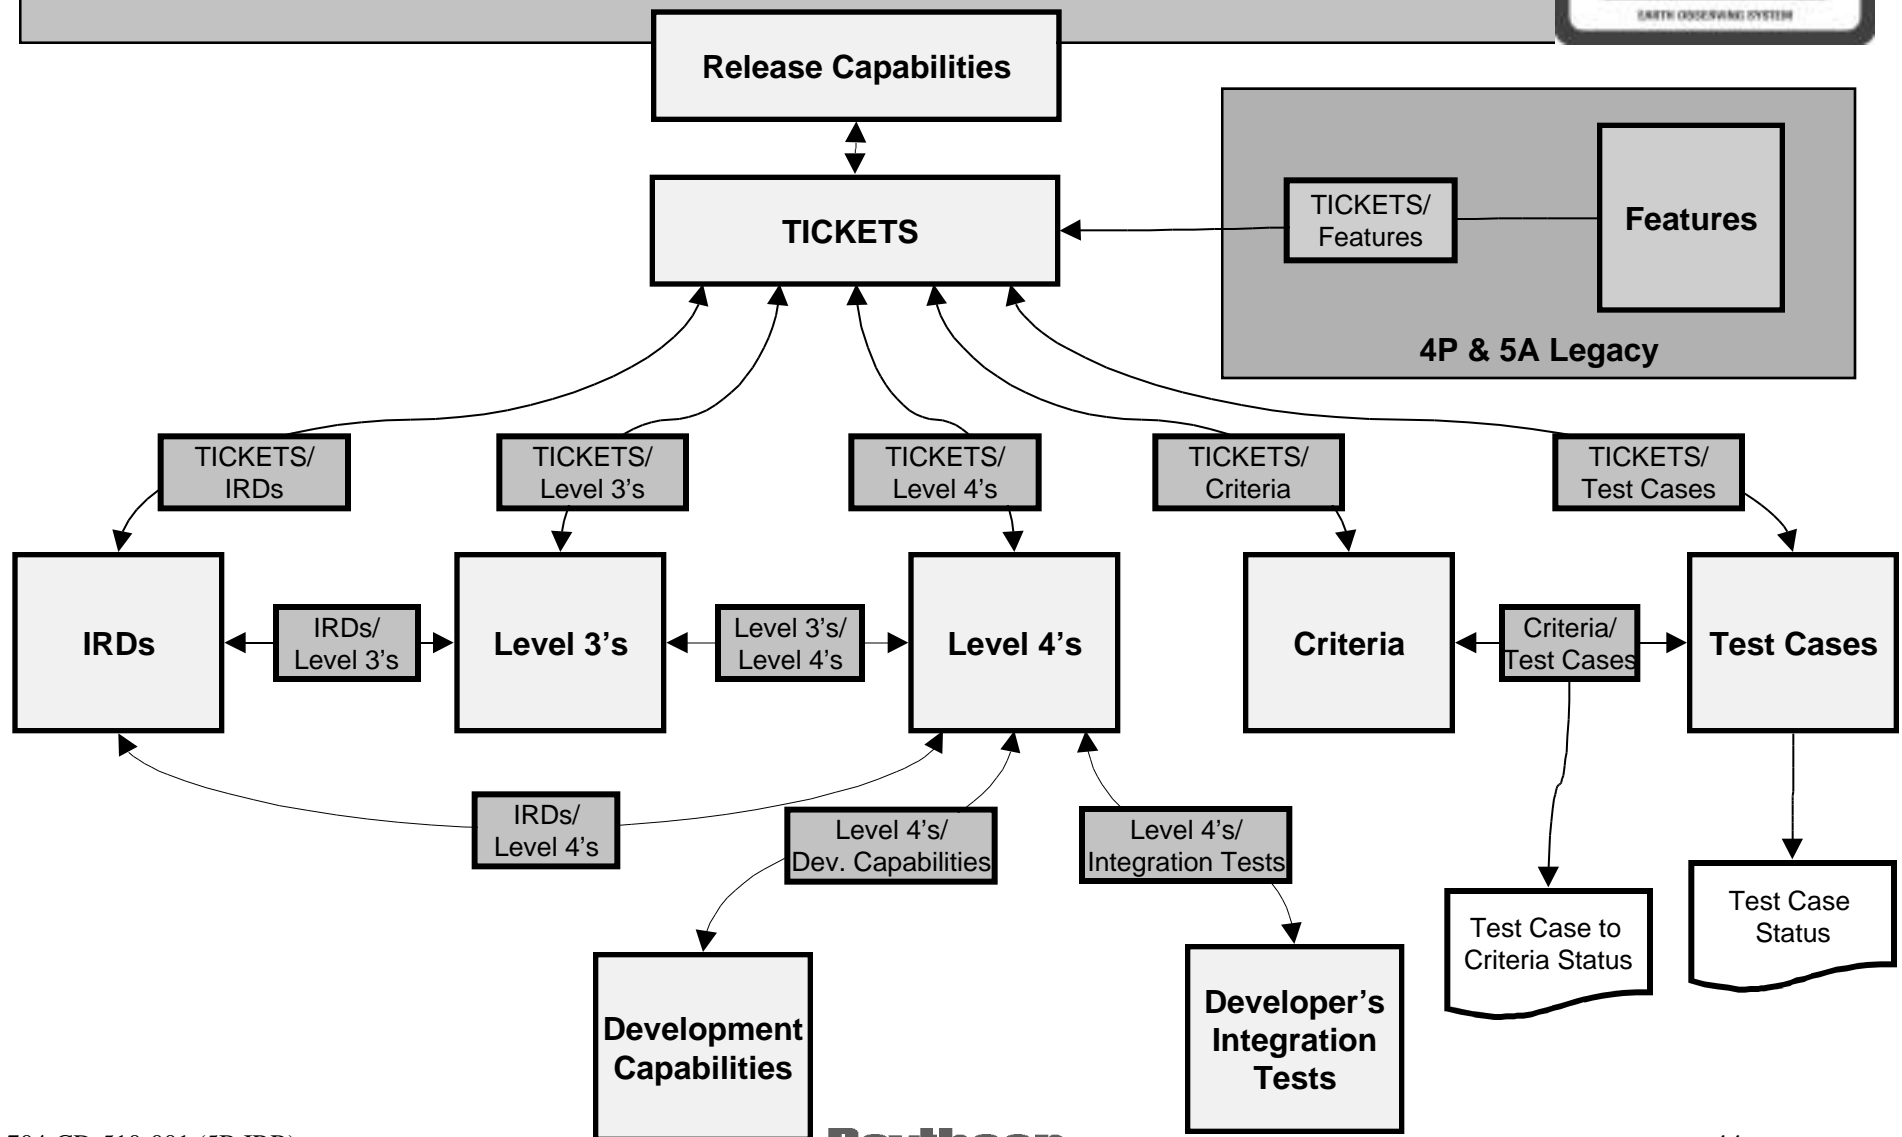 EARTH OBSERVING SYSTEM
Release Capabilities
TICKETS
TICKETS/
Features
Features
4P & 5A Legacy
TICKETS/
IRDs
TICKETS/
Level 3’s
TICKETS/
Level 4’s
TICKETS/
Criteria
TICKETS/
Test Cases
IRDs
IRDs/
Level 3’s
Level 3’s
Level 3’s/
Level 4’s
Level 4’s
Criteria
Criteria/
Test Cases
Test Cases
IRDs/
Level 4’s
Level 4’s/
Dev. Capabilities
Level 4’s/
Integration Tests
Test Case to
Criteria Status
Test Case
Status
Development
Capabilities
Developer’s
Integration
Tests
Raytheon